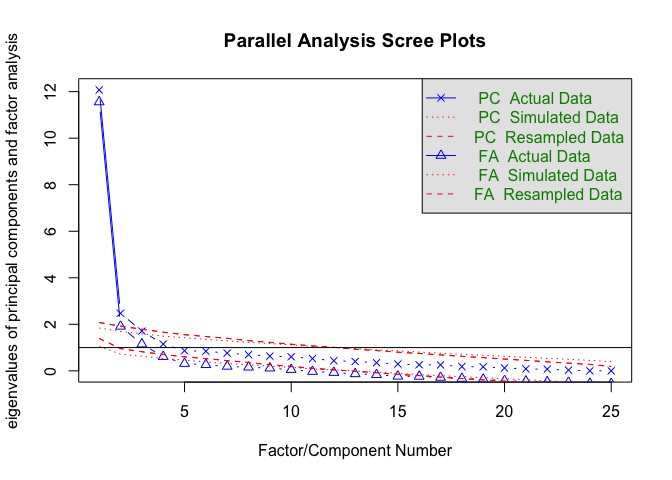 Parallel Analysis Scree Plots
eigenvalues of principal components and factor analysis
12
10
8
6
4
2
0
PC Actual Data
PC Simulated Data
PC Resampled Data
FA Actual Data
FA Simulated Data
FA Resampled Data
5 10 15 20 25
Factor/Component Number